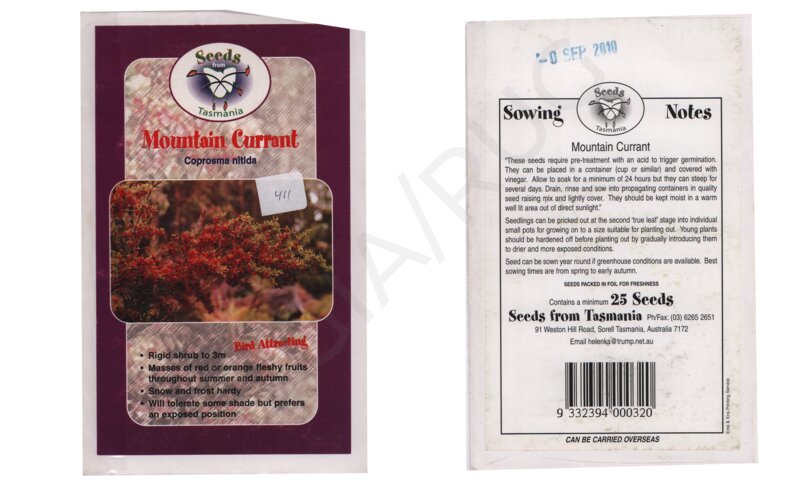 Seeds
from
Tasmania
Mountain Currant
Coprosma nitida
411
Bird Attracting
• Rigid shrub to 3m
• Masses of red or orange fleshy fruits
throughout summer and autumn
• Snow and frost hardy
• Will tolerate some shade but prefers
an exposed position
SEP 2010
Sowing Notes
Seeds
from
Tasmania
Mountain Currant
“These seeds require pre-treatment with an acid to trigger germination.
They can be placed in a container (cup or similar) and covered with
vinegar. Allow to soak for a minimum of 24 hours but they can steep for
several days. Drain, rinse and sow into propagating containers in quality
seed raising mix and lightly cover. They should be kept moist in a warm
well lit area out of direct sunlight.”
Seedlings can be pricked out at the second ‘true leaf’ stage into individual
small pots for growing on to a size suitable for planting out. Young plants
should be hardened off before planting out by gradually introducing them
to drier and more exposed conditions.
Seed can be sown year round if greenhouse conditions are available. Best
sowing times are from spring to early autumn.
SEEDS PACKED IN FOIL FOR FRESHNESS
Contains a minimum 25 Seeds
Seeds from Tasmania Ph/Fax: (03) 6265 2651
91 Weston Hill Road, Sorell Tasmania, Australia 7172
Email helenka@trump.net.au
9 332394 000320
CAN BE CARRIED OVERSEAS
Printing Service